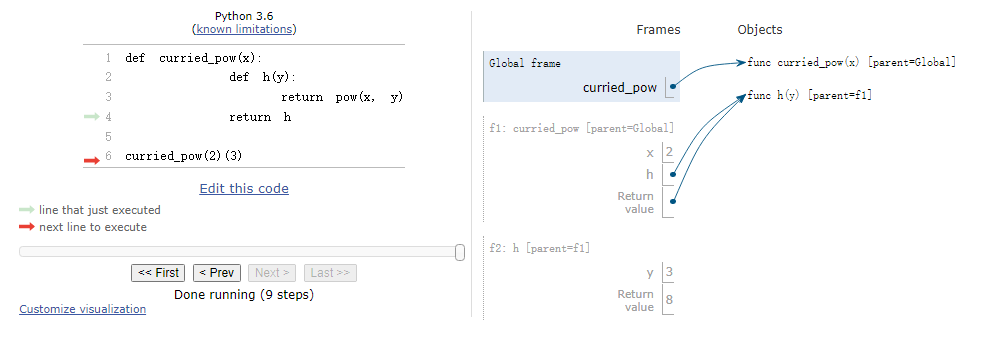 Python 3.6
(known limitations)
1 def curried_pow(x):
2 def h(y):
3 return pow(x, y)
4 return h
5
6 curried_pow(2)(3)
Edit this code
line that just executed
next line to execute
<< First < Prev Next > Last >>
Done running (9 steps)
Customize visualization
Frames Objects
Global frame
curried_pow
func curried_pow(x) [parent=Global]
func h(y) [parent=f1]
f1: curried_pow [parent=Global]
x 2
h
Return
value
f2: h [parent=f1]
y 3
Return
value 8